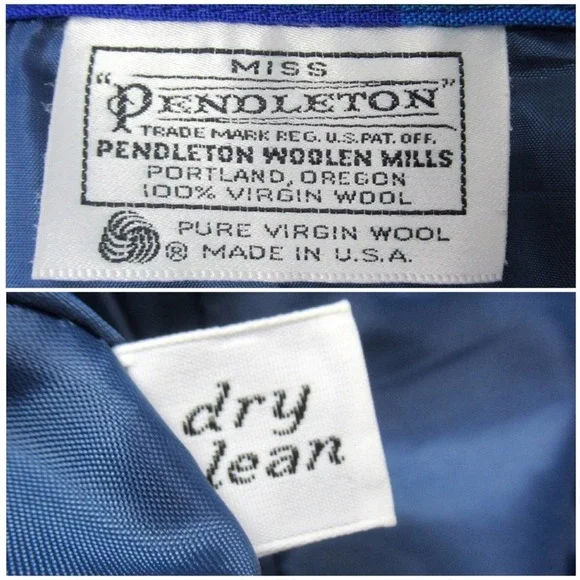 MISS
"PENDLETON"
TRADE MARK REG. U.S. PAT. OFF.
PENDLETON WOOLEN MILLS
PORTLAND, OREGON
100% VIRGIN WOOL
PURE VIRGIN WOOL
® MADE IN U.S.A.
dry
lean